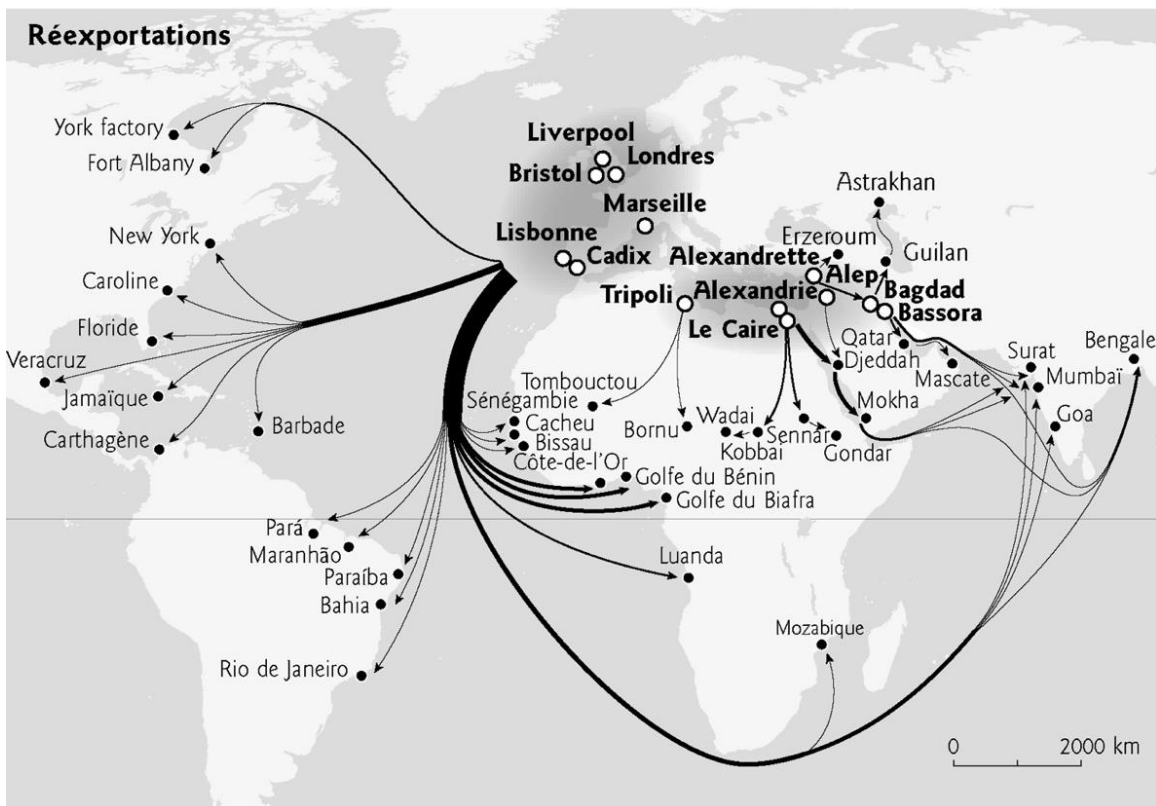 Réexportations
York factory
Fort Albany
New York
Caroline
Floride
Veracruz
Jamaïque
Carthagène
Barbade
Liverpool
Londres
Bristol
Marseille
Lisbonne
Cadix
Astrakhan
Erzeroum
Guilan
Alexandrette
Alep
Tripoli
Alexandrie
Bagdad
Bassora
Le Caire
Qatar
Djeddah
Mascate
Surat
Bengale
Mumbaï
Goa
Mokha
Tombouctou
Sénégambie
Cacheu
Bissau
Côte-de-l'Or
Bornu
Wadai
Kobbai
Sennar
Gondar
Golfe du Bénin
Golfe du Biafra
Pará
Maranhão
Paraíba
Bahia
Luanda
Mozabique
Rio de Janeiro
0 2000 km